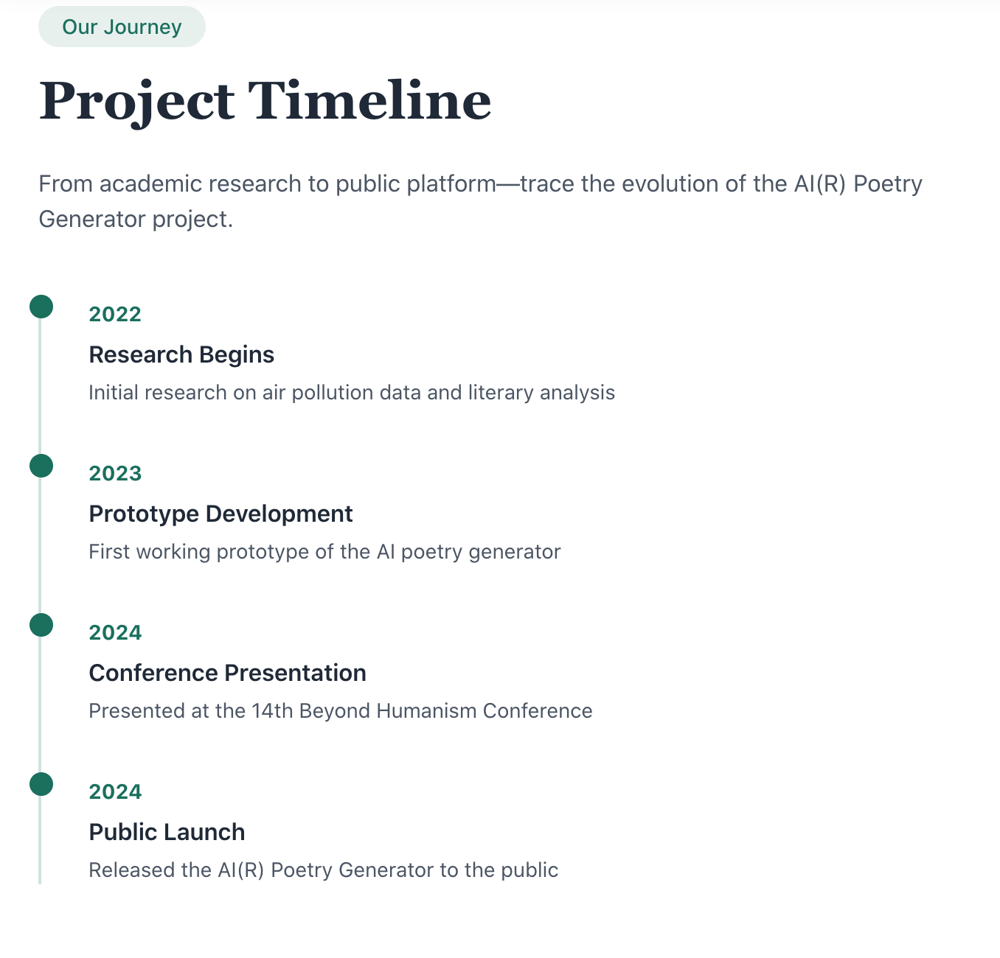 Our Journey
Project Timeline
From academic research to public platform—trace the evolution of the AI(R) Poetry
Generator project.
2022
Research Begins
Initial research on air pollution data and literary analysis
2023
Prototype Development
First working prototype of the AI poetry generator
2024
Conference Presentation
Presented at the 14th Beyond Humanism Conference
2024
Public Launch
Released the AI(R) Poetry Generator to the public